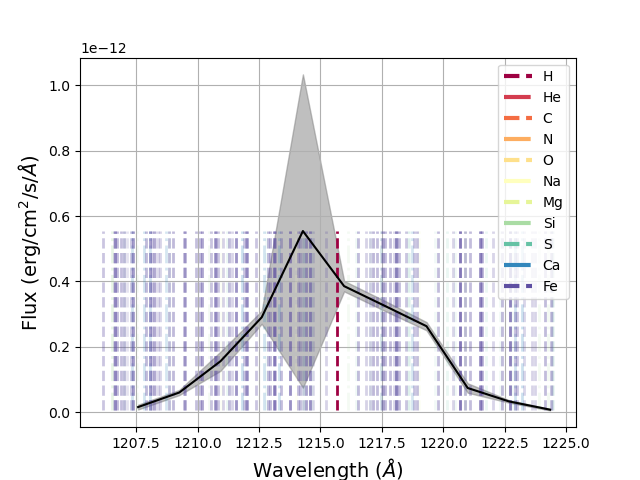 1e−12
1.0
0.8
0.6
0.4
0.2
0.0
Flux (erg/cm²/s/Å)
H
He
C
N
O
Na
Mg
Si
S
Ca
Fe
1207.5 1210.0 1212.5 1215.0 1217.5 1220.0 1222.5 1225.0
Wavelength (Å)